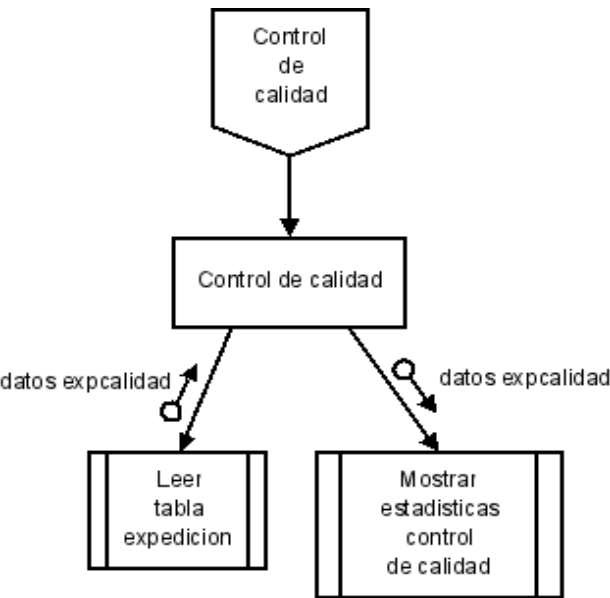 Control
de
calidad
Control de calidad
datos expcalidad
datos expcalidad
Leer
tabla
expedicion
Mostrar
estadisticas
control
de calidad